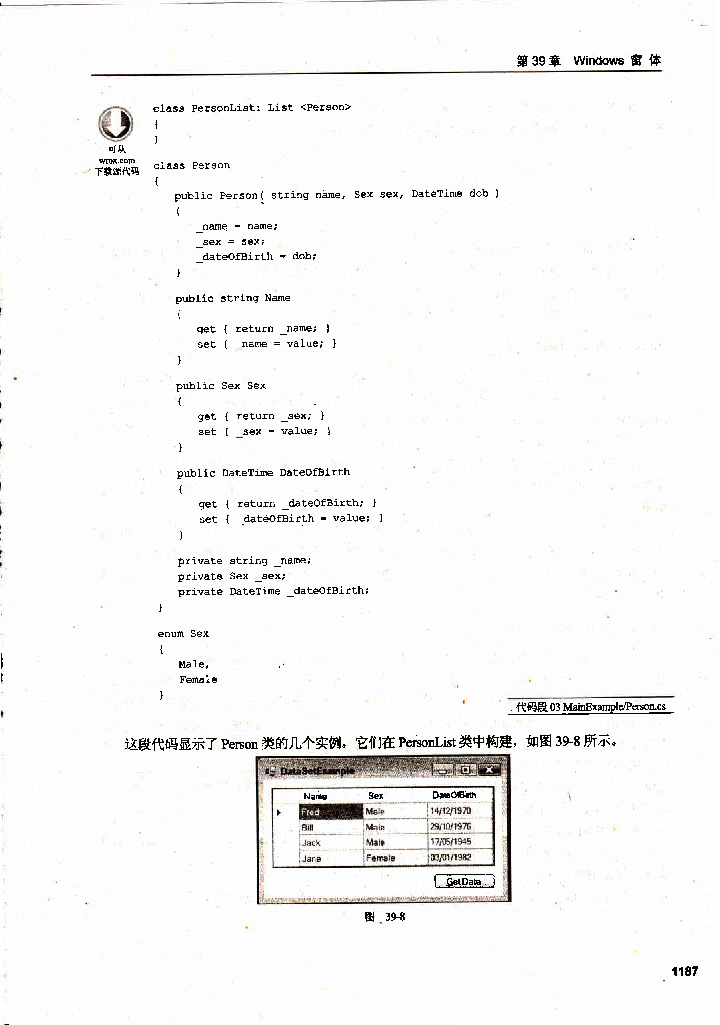 第 39 章 Windows 窗 体
class PersonList: List <Person>
{
}
可从
wrox.com
下载源代码
class Person
{
public Person( string name, Sex sex, DateTime dob )
{
_name = name;
_sex = sex;
_dateOfBirth = dob;
}
public string Name
{
get { return _name; }
set { _name = value; }
}
public Sex Sex
{
get { return _sex; }
set { _sex = value; }
}
public DateTime DateOfBirth
{
get { return _dateOfBirth; }
set { _dateOfBirth = value; }
}
private string _name;
private Sex _sex;
private DateTime _dateOfBirth;
}
enum Sex
{
Male,
Female
}
代码段 03 MainExample/Person.cs
这段代码显示了 Person 类的几个实例。它们在 PersonList 类中构建，如图 39-8 所示。
DataSetExample
Name Sex DateOfBirth
Fred Male 14/12/1970
Bill Male 29/10/1976
Jack Male 17/05/1945
Jane Female 03/01/1982
Get Data...
图 39-8
1187